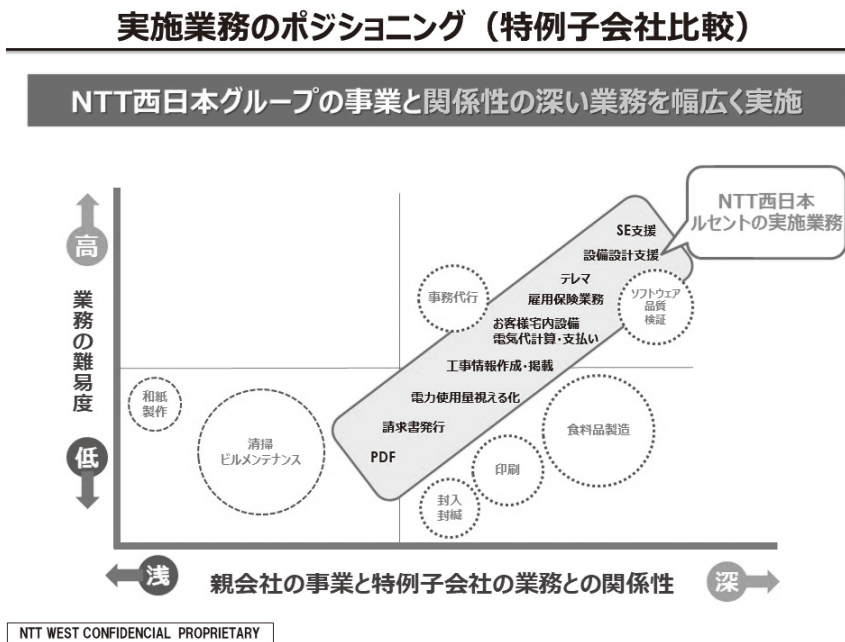 実施業務のポジショニング（特例子会社比較）
NTT西日本グループの事業と関係性の深い業務を幅広く実施
NTT西日本
ルセントの実施業務
高
業務の難易度
低
SE支援
設備設計支援
テレマ
雇用保険業務
お客様宅内設備
電気代計算・支払い
工事情報作成・掲載
電力使用量視える化
請求書発行
PDF
事務代行
ソフトウェア
品質
検証
和紙
製作
清掃
ビルメンテナンス
食料品製造
印刷
封入
封緘
浅
親会社の事業と特例子会社の業務との関係性
深
NTT WEST CONFIDENCIAL PROPRIETARY